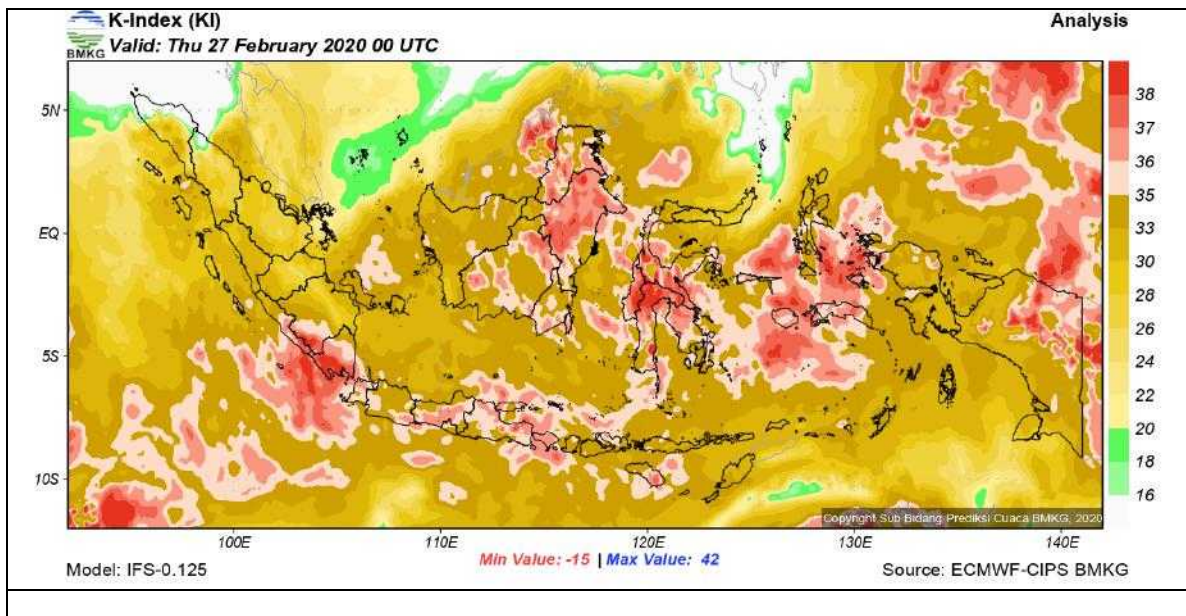 K-Index (KI)
Analysis
BMKG
Valid: Thu 27 February 2020 00 UTC
5N
EQ
5S
10S
38
37
36
35
33
30
28
26
24
22
20
18
16
Copyright Sub Bidang Prediksi Cuaca BMKG, 2020
100E
110E
120E
130E
140E
Min Value: -15 | Max Value: 42
Model: IFS-0.125
Source: ECMWF-CIPS BMKG